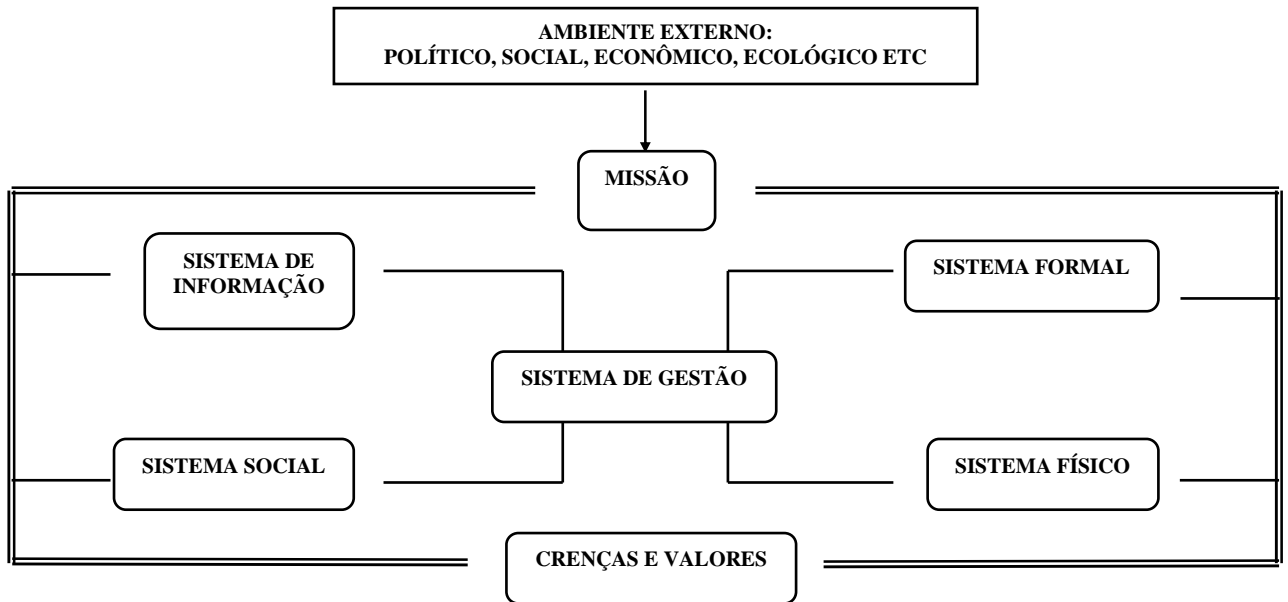 AMBIENTE EXTERNO:
POLÍTICO, SOCIAL, ECONÔMICO, ECOLÓGICO ETC
MISSÃO
SISTEMA DE
INFORMAÇÃO
SISTEMA FORMAL
SISTEMA DE GESTÃO
SISTEMA SOCIAL
SISTEMA FÍSICO
CRENÇAS E VALORES